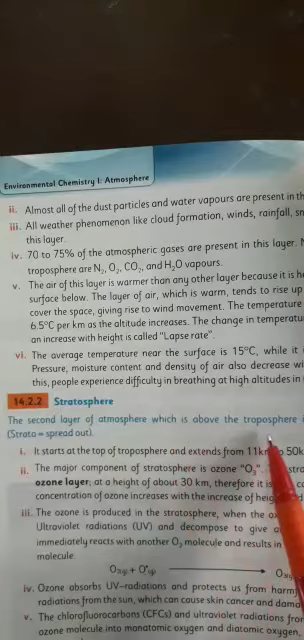 Environmental Chemistry I: Atmosphere
ii. Almost all of the dust particles and water vapours are present in th
iii. All weather phenomenon like cloud formation, winds, rainfall, sn
this layer.
iv. 70 to 75% of the atmospheric gases are present in this layer.
troposphere are N₂, O₂, CO₂, and H₂O vapours.
v. The air of this layer is warmer than any other layer because it is he
surface below. The layer of air, which is warm, tends to rise up
cover the space, giving rise to wind movement. The temperature
6.5°C per km as the altitude increases. The change in temperatu
an increase with height is called "Lapse rate".
vi. The average temperature near the surface is 15°C, while it i
Pressure, moisture content and density of air also decrease wi
this, people experience difficulty in breathing at high altitudes in
14.2.2 Stratosphere
The second layer of atmosphere which is above the troposphere i
(Strato = spread out).
i. It starts at the top of troposphere and extends from 11k 50k
ii. The major component of stratosphere is ozone "O₃". stra
ozone layer; at a height of about 30 km, therefore it is co
concentration of ozone increases with the increase of heig d
iii. The ozone is produced in the stratosphere, when the ox
Ultraviolet radiations (UV) and decompose to give a
immediately reacts with another O₂ molecule and results in
molecule.
O₂(g) + O•(g) ⟶ O₃(g)
iv. Ozone absorbs UV-radiations and protects us from harmf
radiations from the sun, which can cause skin cancer and dama
v. The chlorofluorocarbons (CFCs) and ultraviolet radiations fro
ozone molecule into monatomic oxygen and diatomic oxygen